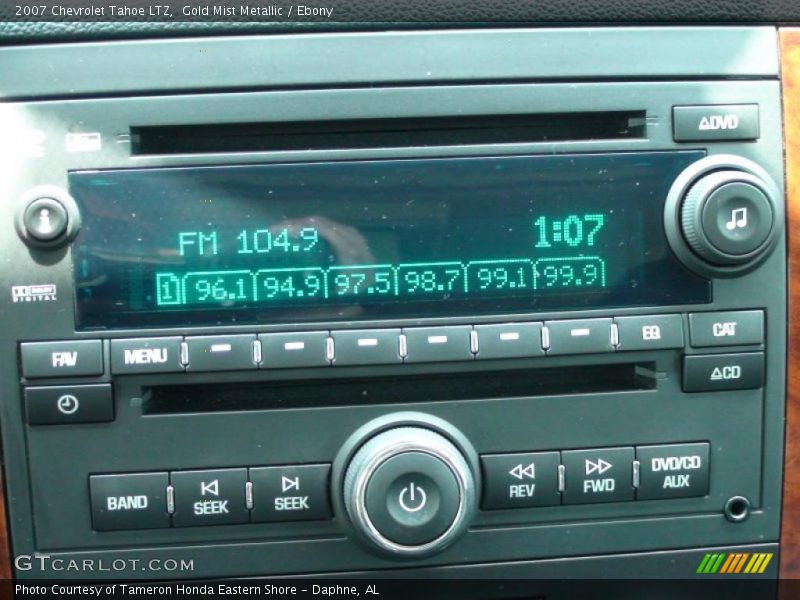 2007 Chevrolet Tahoe LTZ, Gold Mist Metallic / Ebony
DVD
FM 104.9 1:07
1 96.1 94.9 97.5 98.7 99.1 99.9
DOLBY
DIGITAL
FAV MENU EQ CAT
CD
BAND SEEK SEEK REV FWD DVD/CD
AUX
GTCARLOT.COM
Photo Courtesy of Tameron Honda Eastern Shore - Daphne, AL